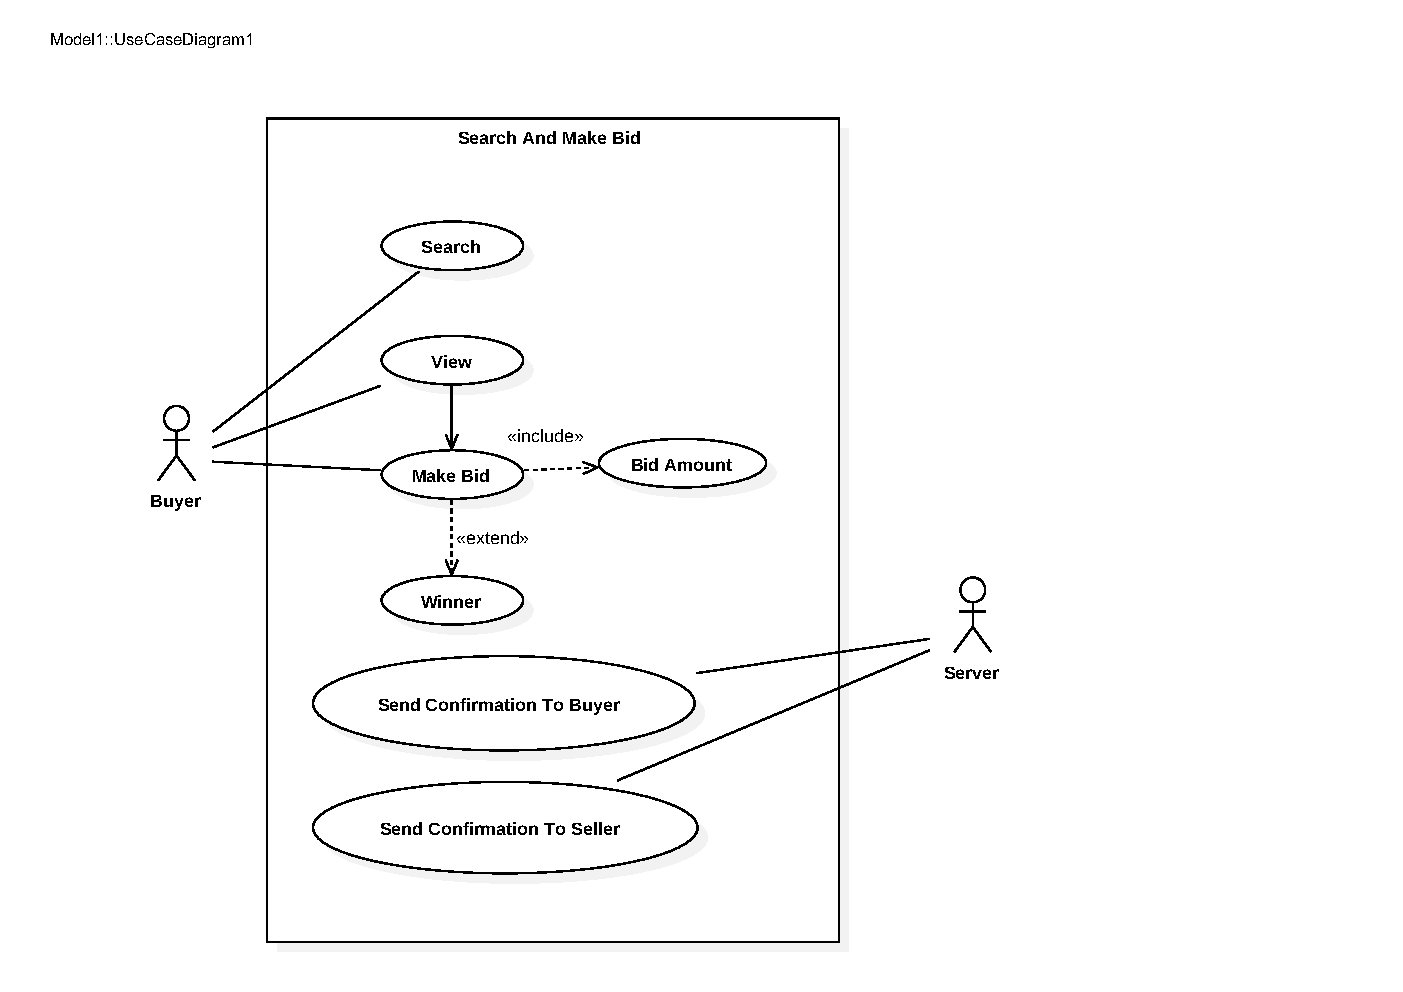 Model1::UseCaseDiagram1
Search And Make Bid
Search
View
«include»
Bid Amount
Make Bid
Buyer
«extend»
Winner
Server
Send Confirmation To Buyer
Send Confirmation To Seller